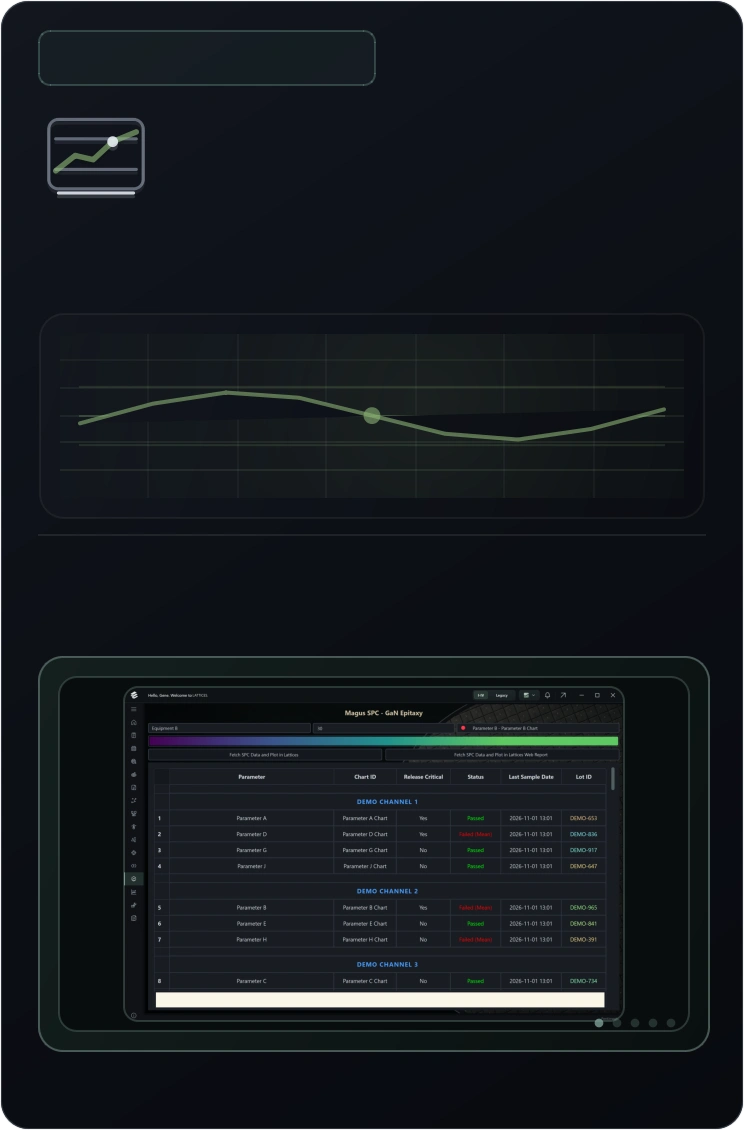 Hello, Gene. Welcome to LATTICES.
Legacy
Magus SPC - GaN Epitaxy
Equipment B
ID
Parameter B - Parameter B Chart
Fetch SPC Data and Plot in Lattices
Fetch SPC Data and Plot in Lattices Web Report
Parameter Chart ID Release Critical Status Last Sample Date Lot ID
DEMO CHANNEL 1
1 Parameter A Parameter A Chart Yes Passed 2026-11-01 13:01 DEMO-653
2 Parameter D Parameter D Chart Yes Failed (Mean) 2026-11-01 13:01 DEMO-836
3 Parameter G Parameter G Chart No Passed 2026-11-01 13:01 DEMO-917
4 Parameter J Parameter J Chart No Passed 2026-11-01 13:01 DEMO-647
DEMO CHANNEL 2
5 Parameter B Parameter B Chart Yes Failed (Mean) 2026-11-01 13:01 DEMO-965
6 Parameter E Parameter E Chart No Passed 2026-11-01 13:01 DEMO-841
7 Parameter H Parameter H Chart No Failed (Mean) 2026-11-01 13:01 DEMO-391
DEMO CHANNEL 3
8 Parameter C Parameter C Chart No Passed 2026-11-01 13:01 DEMO-734